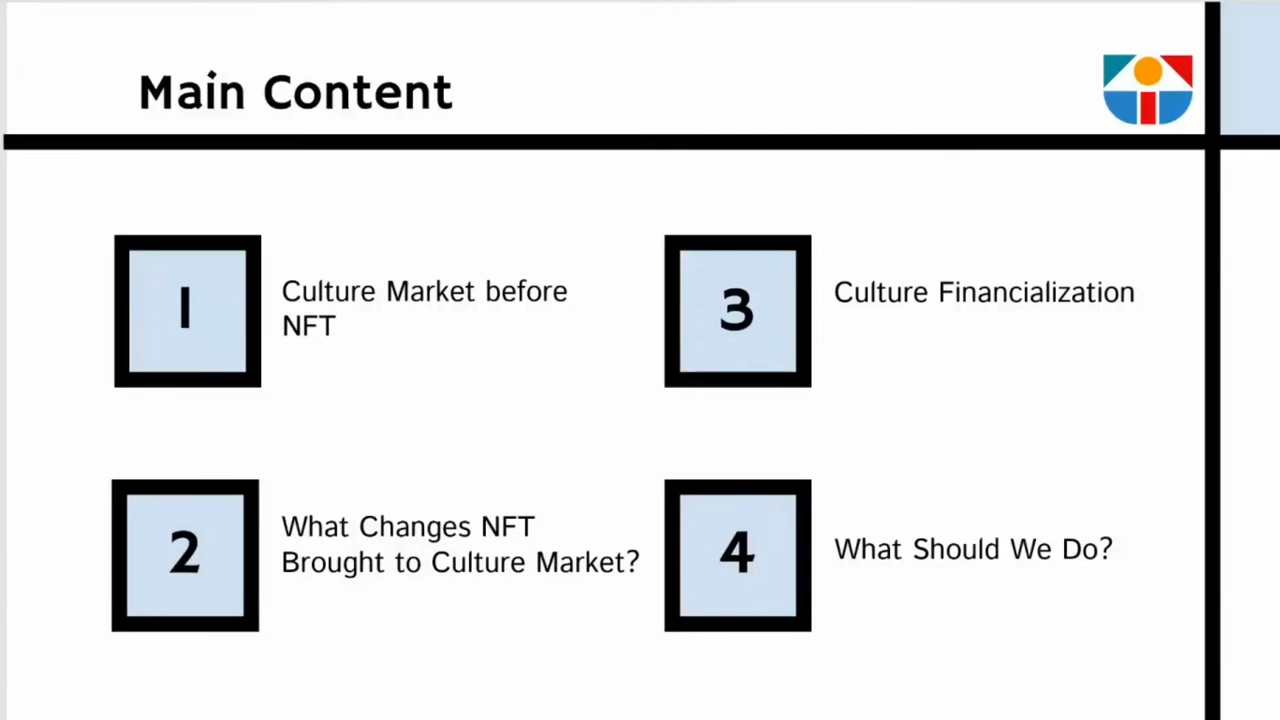 Main Content
1
Culture Market before
NFT
2
What Changes NFT
Brought to Culture Market?
3
Culture Financialization
4
What Should We Do?